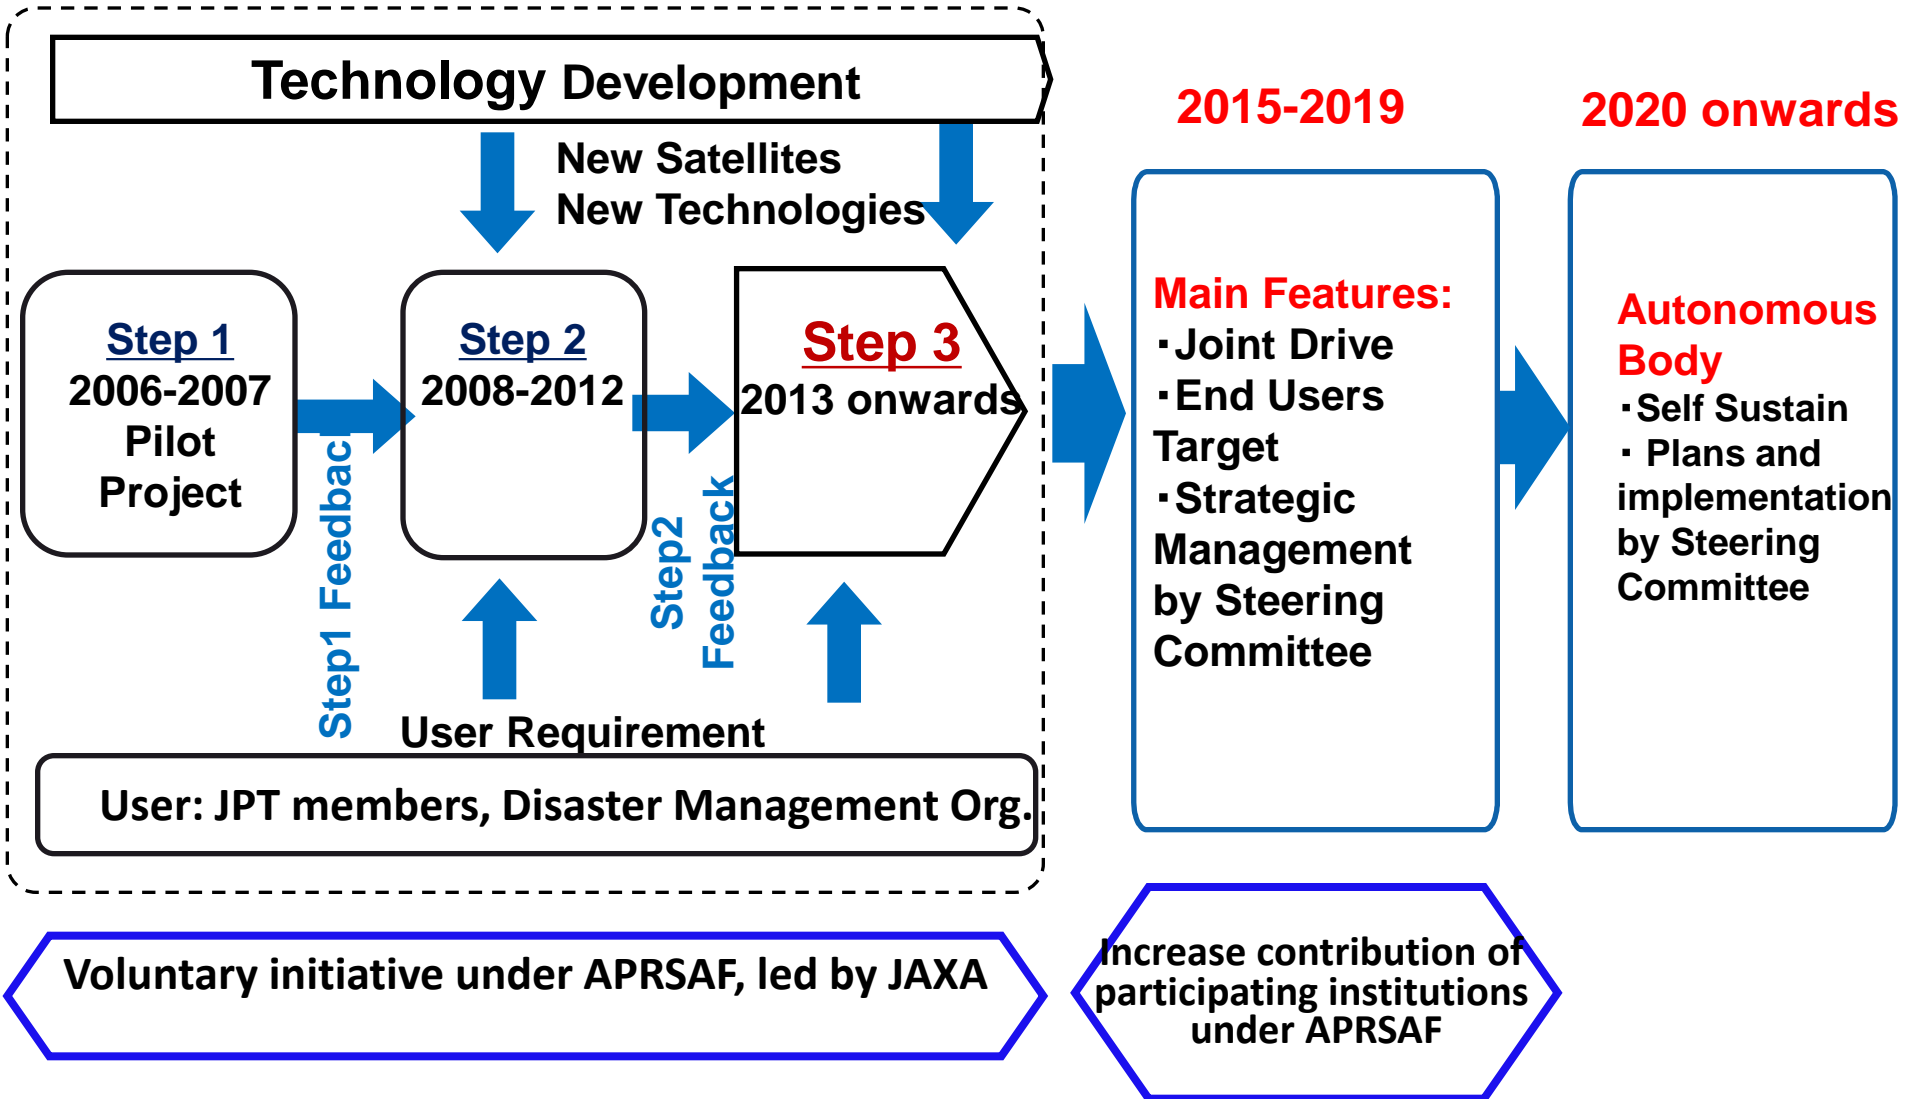 Technology Development
New Satellites
New Technologies
2015-2019
2020 onwards
Step 1
2006-2007
Pilot
Project
Step1 Feedbac
Step 2
2008-2012
Step2
Feedback
Step 3
2013 onwards
Main Features:
・Joint Drive
・End Users
Target
・Strategic
Management
by Steering
Committee
Autonomous
Body
・Self Sustain
・ Plans and
implementation
by Steering
Committee
User Requirement
User: JPT members, Disaster Management Org.
Voluntary initiative under APRSAF, led by JAXA
Increase contribution of
participating institutions
under APRSAF